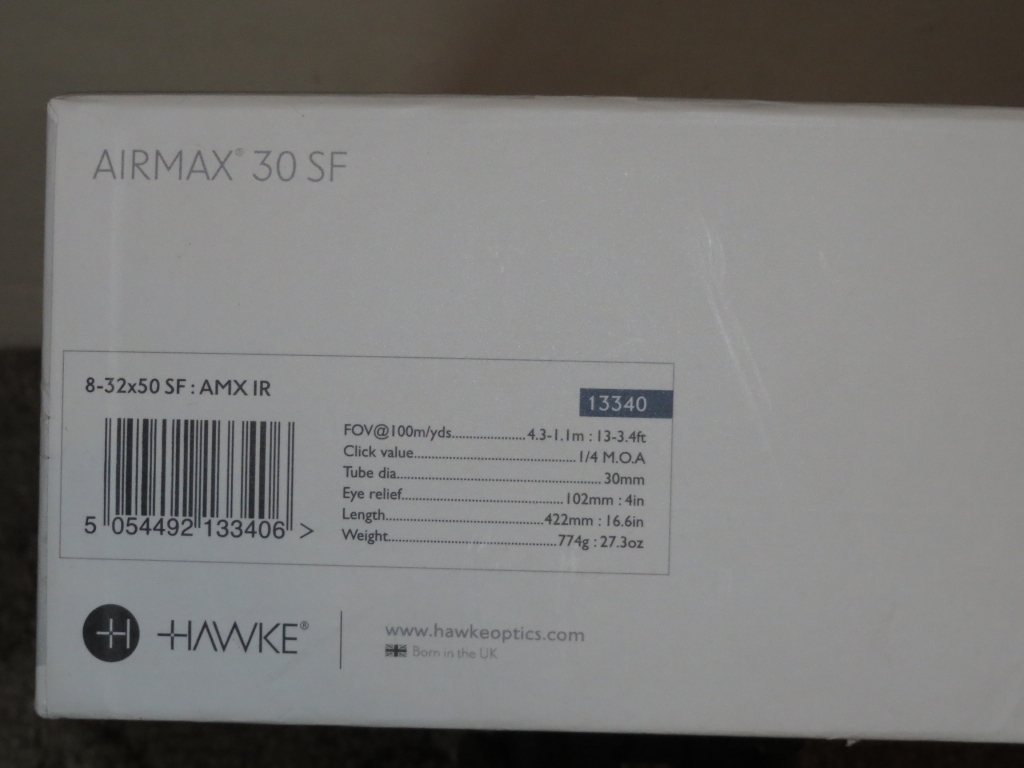 AIRMAX® 30 SF
8-32x50 SF : AMX IR
13340
FOV@100m/yds......................4.3-1.1m : 13-3.4ft
Click value..................................................1/4 M.O.A
Tube dia...............................................................30mm
Eye relief..................................................102mm : 4in
Length.................................................422mm : 16.6in
Weight....................................................774g : 27.3oz
5 054492 133406 >
HAWKE®
www.hawkeoptics.com
Born in the UK